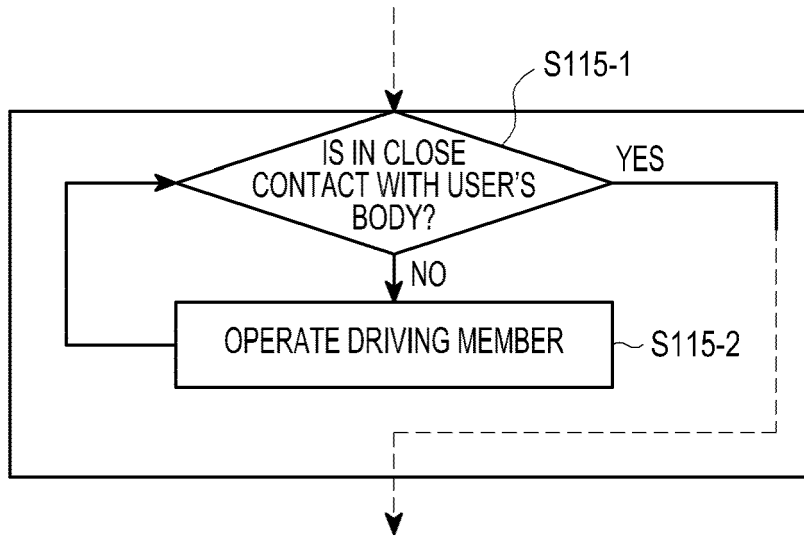 S115-1
IS IN CLOSE
CONTACT WITH USER'S
BODY?
YES
NO
OPERATE DRIVING MEMBER
S115-2